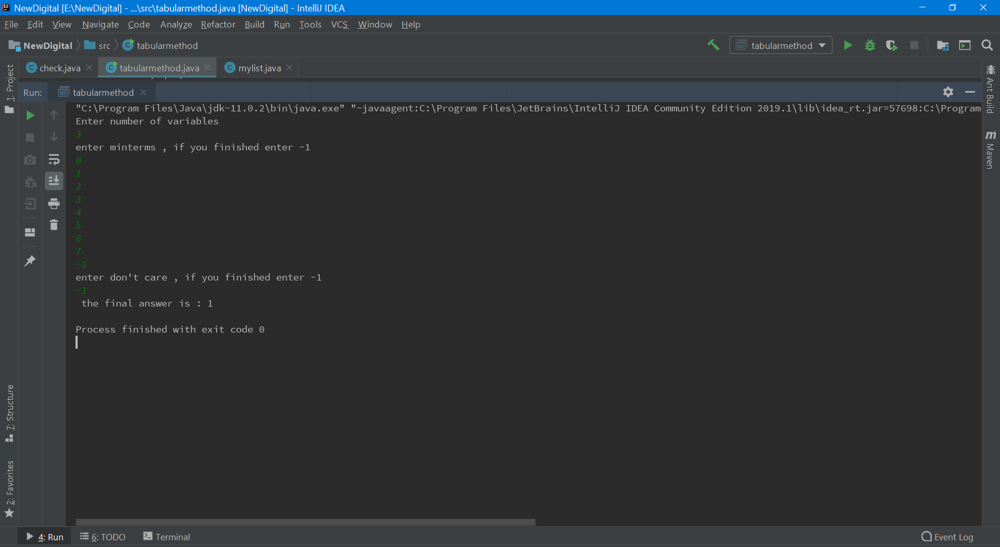 NewDigital [E:\NewDigital] - ...\src\tabularmethod.java [NewDigital] - IntelliJ IDEA
File Edit View Navigate Code Analyze Refactor Build Run Tools VCS Window Help
NewDigital src tabularmethod
tabularmethod
check.java tabularmethod.java mylist.java
1: Project
Run: tabularmethod
"C:\Program Files\Java\jdk-11.0.2\bin\java.exe" "-javaagent:C:\Program Files\JetBrains\IntelliJ IDEA Community Edition 2019.1\lib\idea_rt.jar=57698:C:\Program
Enter number of variables
3
enter minterms , if you finished enter -1
0
1
2
3
4
5
6
7
-1
enter don't care , if you finished enter -1
-1
the final answer is : 1
Process finished with exit code 0
Ant Build
Maven
7: Structure
2: Favorites
4: Run 6: TODO Terminal Event Log